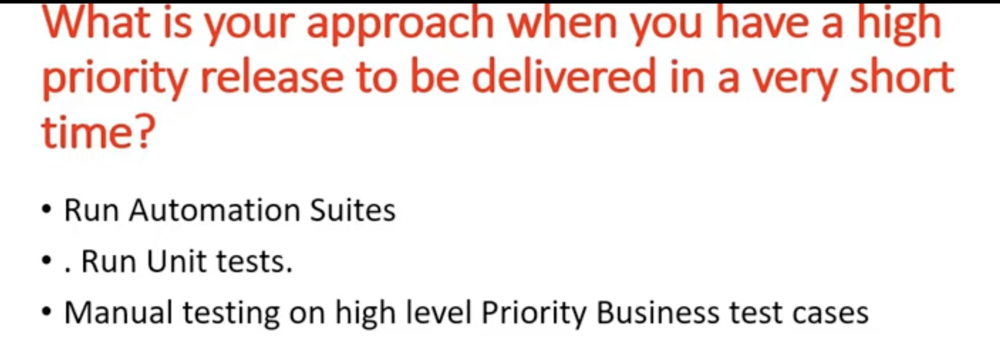 What is your approach when you have a high
priority release to be delivered in a very short
time?
• Run Automation Suites
• . Run Unit tests.
• Manual testing on high level Priority Business test cases